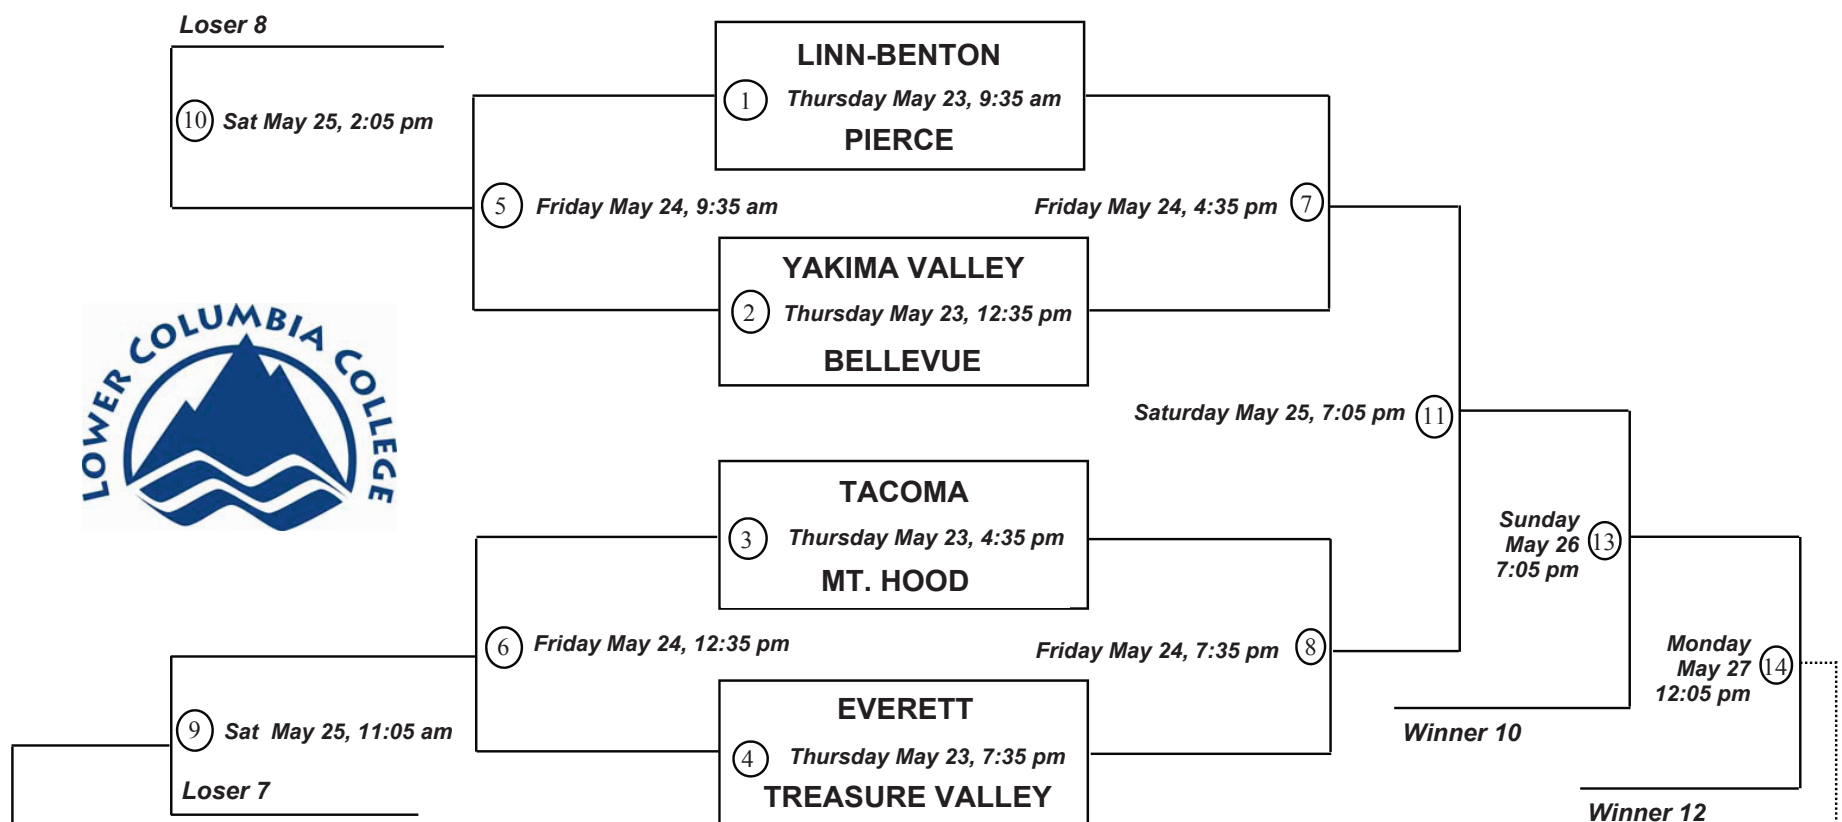 Loser 8
10 Sat May 25, 2:05 pm
LINN-BENTON
1 Thursday May 23, 9:35 am
PIERCE
5 Friday May 24, 9:35 am
Friday May 24, 4:35 pm 7
YAKIMA VALLEY
2 Thursday May 23, 12:35 pm
BELLEVUE
LOWER COLUMBIA COLLEGE
Saturday May 25, 7:05 pm 11
TACOMA
3 Thursday May 23, 4:35 pm
MT. HOOD
Sunday
May 26 13
7:05 pm
6 Friday May 24, 12:35 pm
Friday May 24, 7:35 pm 8
Monday
May 27 14
12:05 pm
EVERETT
4 Thursday May 23, 7:35 pm
TREASURE VALLEY
9 Sat May 25, 11:05 am
Loser 7
Winner 10
Winner 12